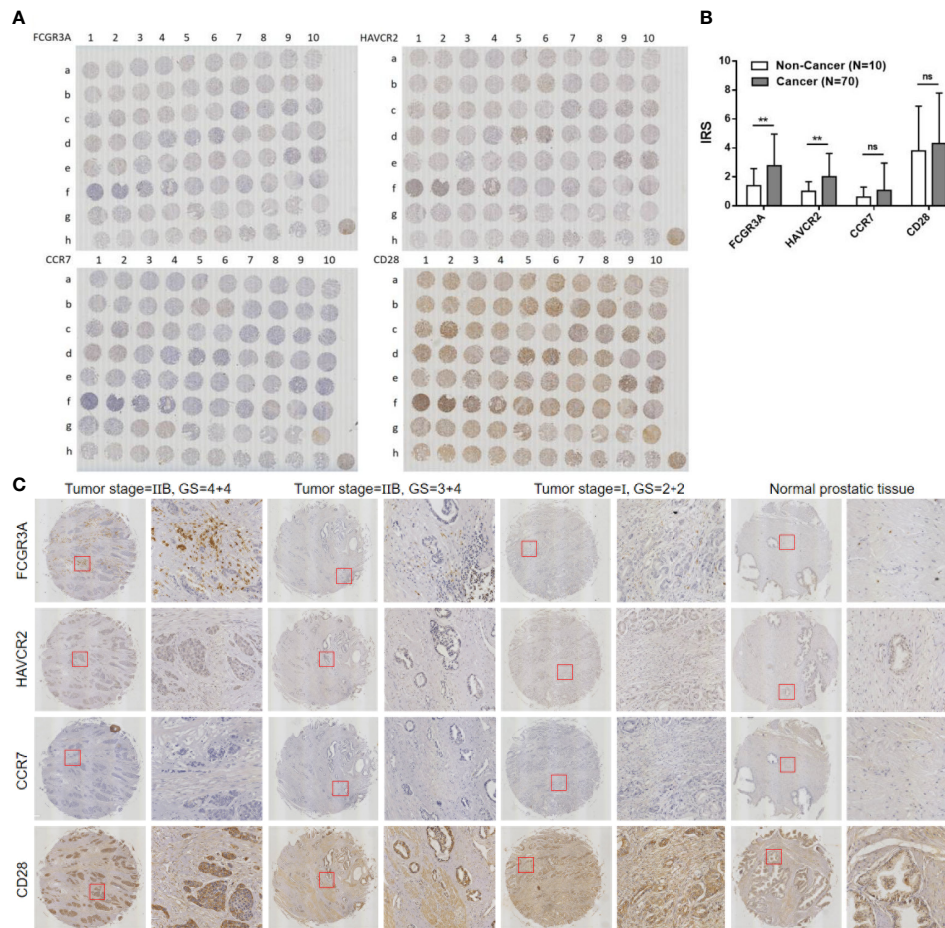 A
FCGR3A 1 2 3 4 5 6 7 8 9 10
a
b
c
d
e
f
g
h
HAVCR2 1 2 3 4 5 6 7 8 9 10
a
b
c
d
e
f
g
h
CCR7 1 2 3 4 5 6 7 8 9 10
a
b
c
d
e
f
g
h
CD28 1 2 3 4 5 6 7 8 9 10
a
b
c
d
e
f
g
h
B
Non-Cancer (N=10)
Cancer (N=70)
IRS
10
8
6
4
2
0
**
**
ns
ns
FCGR3A
HAVCR2
CCR7
CD28
C
Tumor stage=IIB, GS=4+4
Tumor stage=IIB, GS=3+4
Tumor stage=I, GS=2+2
Normal prostatic tissue
FCGR3A
HAVCR2
CCR7
CD28